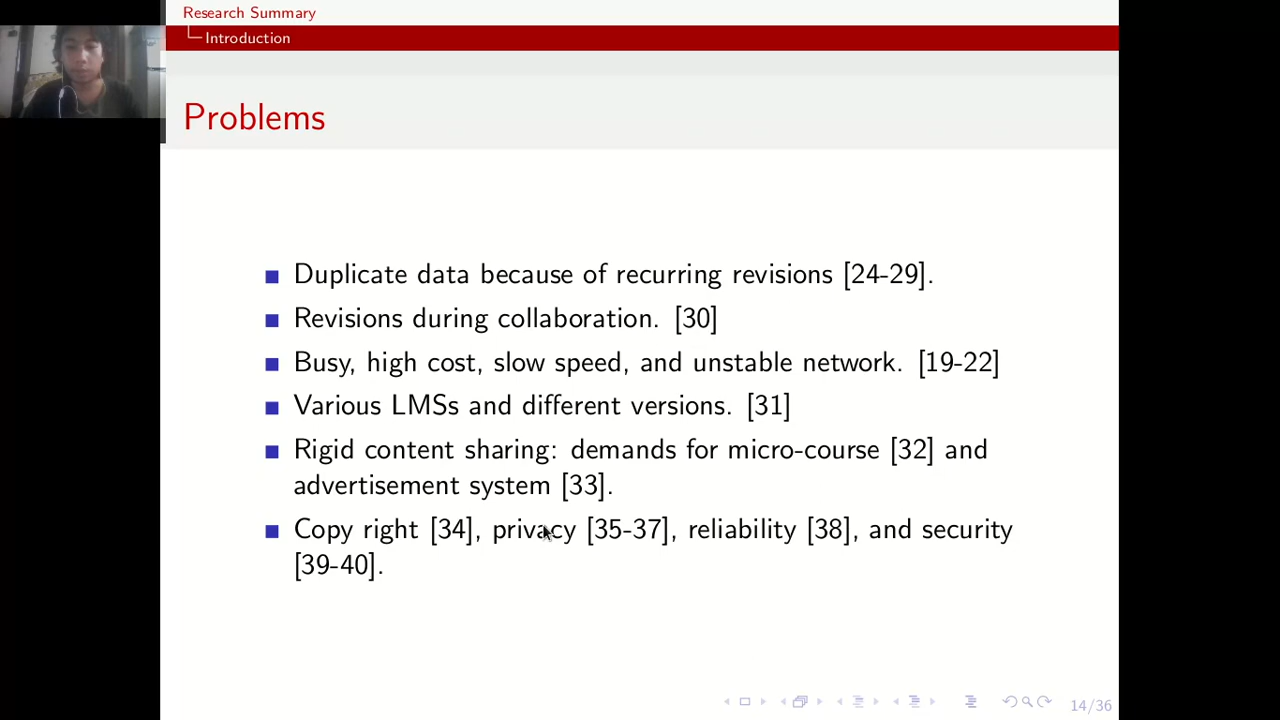 Research Summary
Introduction
Problems
Duplicate data because of recurring revisions [24-29].
Revisions during collaboration. [30]
Busy, high cost, slow speed, and unstable network. [19-22]
Various LMSs and different versions. [31]
Rigid content sharing: demands for micro-course [32] and
advertisement system [33].
Copy right [34], privacy [35-37], reliability [38], and security
[39-40].
14/36